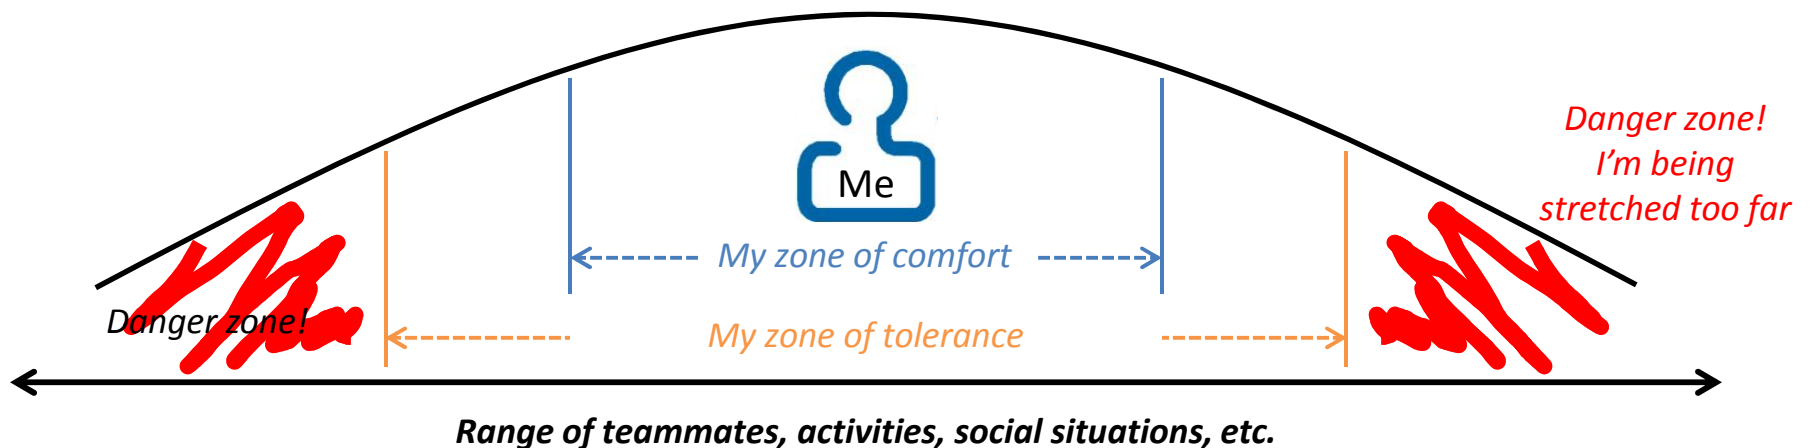 Me
Danger zone!
I’m being
stretched too far
My zone of comfort
Danger zone!
My zone of tolerance
Range of teammates, activities, social situations, etc.